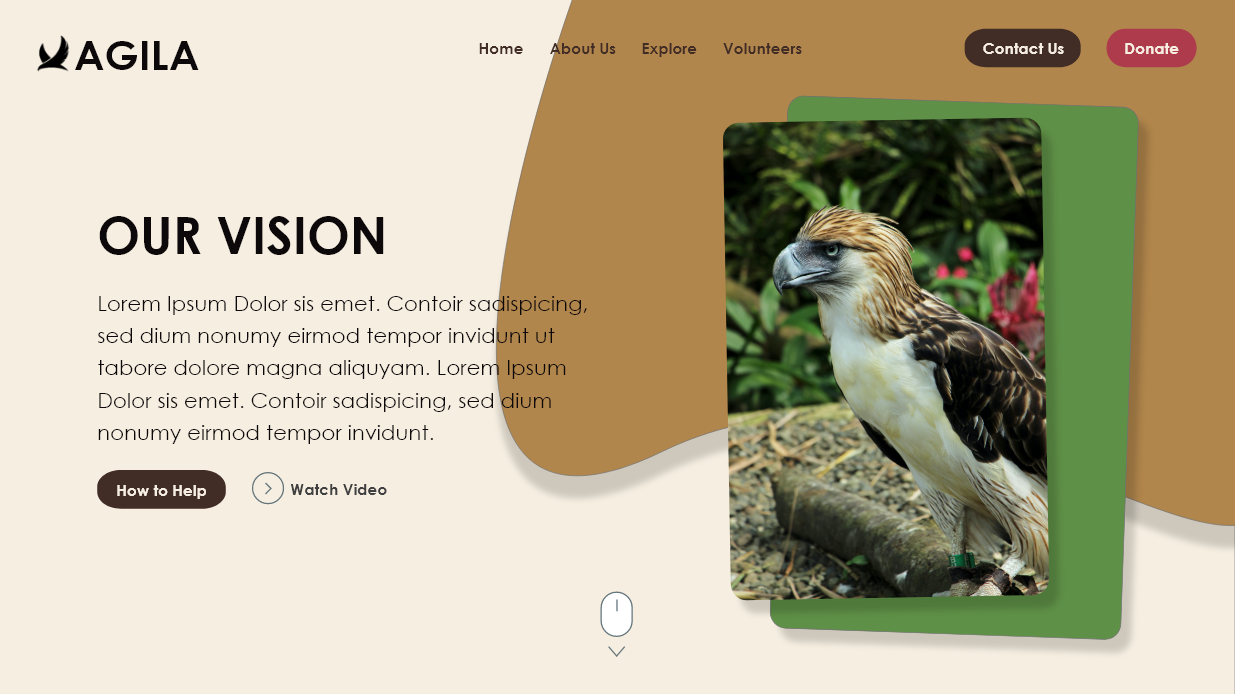 AGILA
Home About Us Explore Volunteers Contact Us Donate
OUR VISION
Lorem Ipsum Dolor sis emet. Contoir sadispicing,
sed dium nonumy eirmod tempor invidunt ut
tabore dolore magna aliquyam. Lorem Ipsum
Dolor sis emet. Contoir sadispicing, sed dium
nonumy eirmod tempor invidunt.
How to Help Watch Video